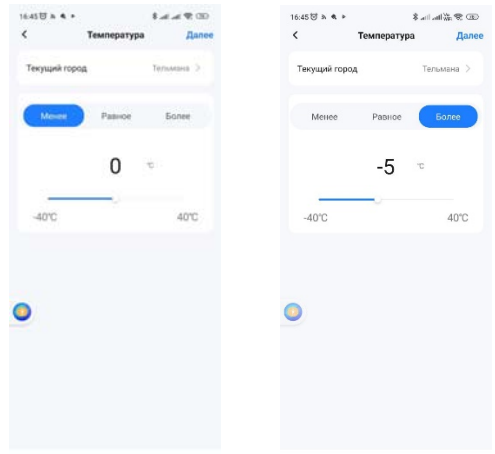 16:45
Температура
Далее
Текущий город
Тельмана
Менее
Равное
Более
0
°C
-40°C
40°C
16:45
Температура
Далее
Текущий город
Тельмана
Менее
Равное
Более
-5
°C
-40°C
40°C